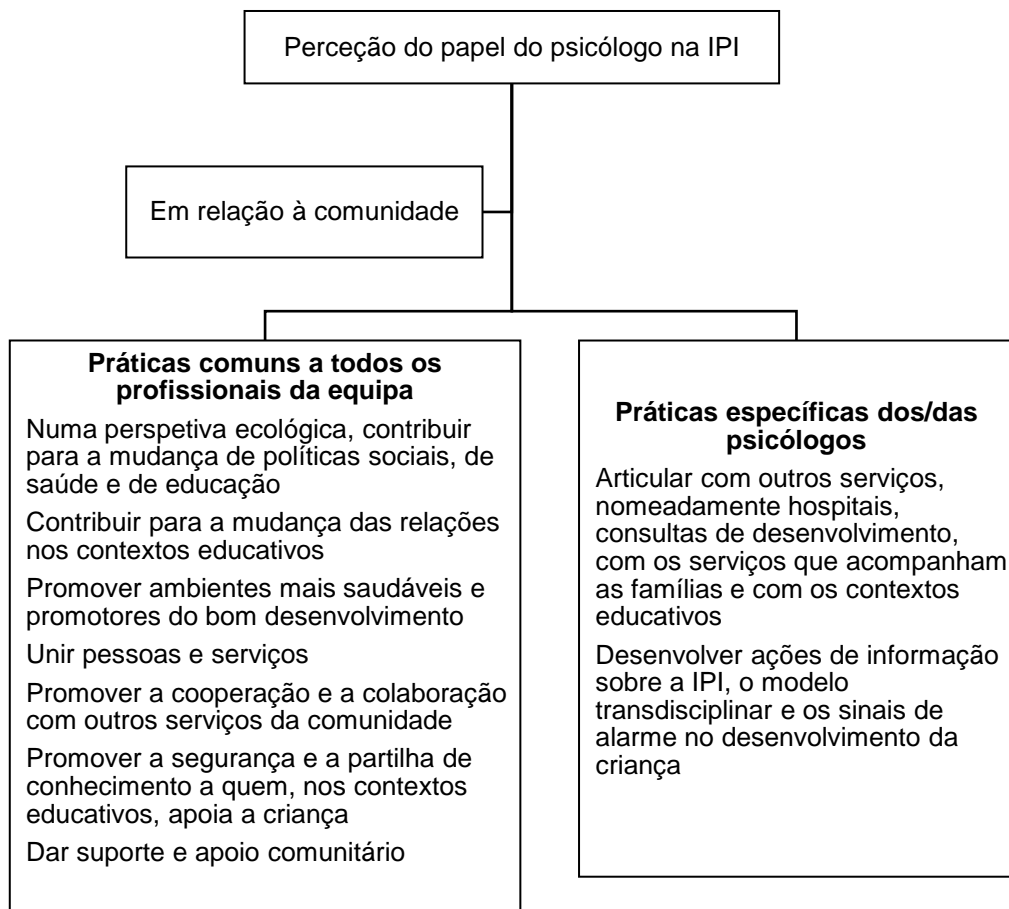 Perceção do papel do psicólogo na IPI
Em relação à comunidade
Práticas comuns a todos os
profissionais da equipa
Numa perspetiva ecológica, contribuir
para a mudança de políticas sociais, de
saúde e de educação
Contribuir para a mudança das relações
nos contextos educativos
Promover ambientes mais saudáveis e
promotores do bom desenvolvimento
Unir pessoas e serviços
Promover a cooperação e a colaboração
com outros serviços da comunidade
Promover a segurança e a partilha de
conhecimento a quem, nos contextos
educativos, apoia a criança
Dar suporte e apoio comunitário
Práticas específicas dos/das
psicólogos
Articular com outros serviços,
nomeadamente hospitais,
consultas de desenvolvimento,
com os serviços que acompanham
as famílias e com os contextos
educativos
Desenvolver ações de informação
sobre a IPI, o modelo
transdisciplinar e os sinais de
alarme no desenvolvimento da
criança